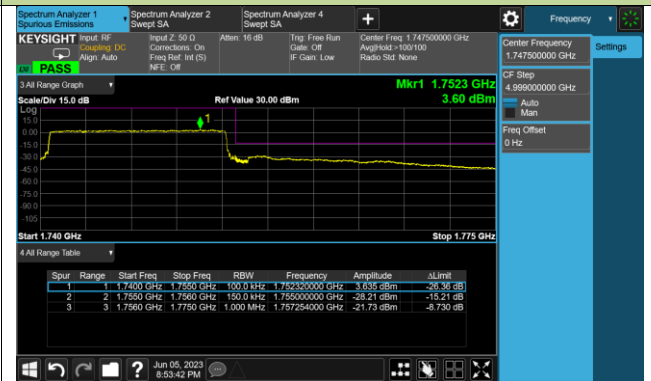 Spectrum Analyzer 1
Spurious Emissions
Spectrum Analyzer 2
Swept SA
Spectrum Analyzer 4
Swept SA
+
Frequency
KEYSIGHT
Input: RF
Coupling: DC
Align: Auto
Input Z: 50 Ω
Corrections: On
Freq Ref: Int (S)
NFE: Off
Atten: 16 dB
Trig: Free Run
Gate: Off
IF Gain: Low
Center Freq: 1.747500000 GHz
Avg|Hold:>100/100
Radio Std: None
PASS
Center Frequency
1.747500000 GHz
Settings
CF Step
4.999000000 GHz
Auto
Man
Freq Offset
0 Hz
3 All Range Graph
Mkr1 1.7523 GHz
3.60 dBm
Scale/Div 15.0 dB
Ref Value 30.00 dBm
Log
15.0
0.00
-15.0
-30.0
-45.0
-60.0
-75.0
-90.0
-105
1
Start 1.740 GHz
Stop 1.775 GHz
4 All Range Table
Spur Range Start Freq Stop Freq RBW Frequency Amplitude ΔLimit
1 1 1.7400 GHz 1.7550 GHz 100.0 kHz 1.752320000 GHz 3.635 dBm -26.36 dB
2 2 1.7550 GHz 1.7560 GHz 150.0 kHz 1.755000000 GHz -28.21 dBm -15.21 dB
3 3 1.7560 GHz 1.7750 GHz 1.000 MHz 1.757254000 GHz -21.73 dBm -8.730 dB
?
Jun 05, 2023
8:53:42 PM